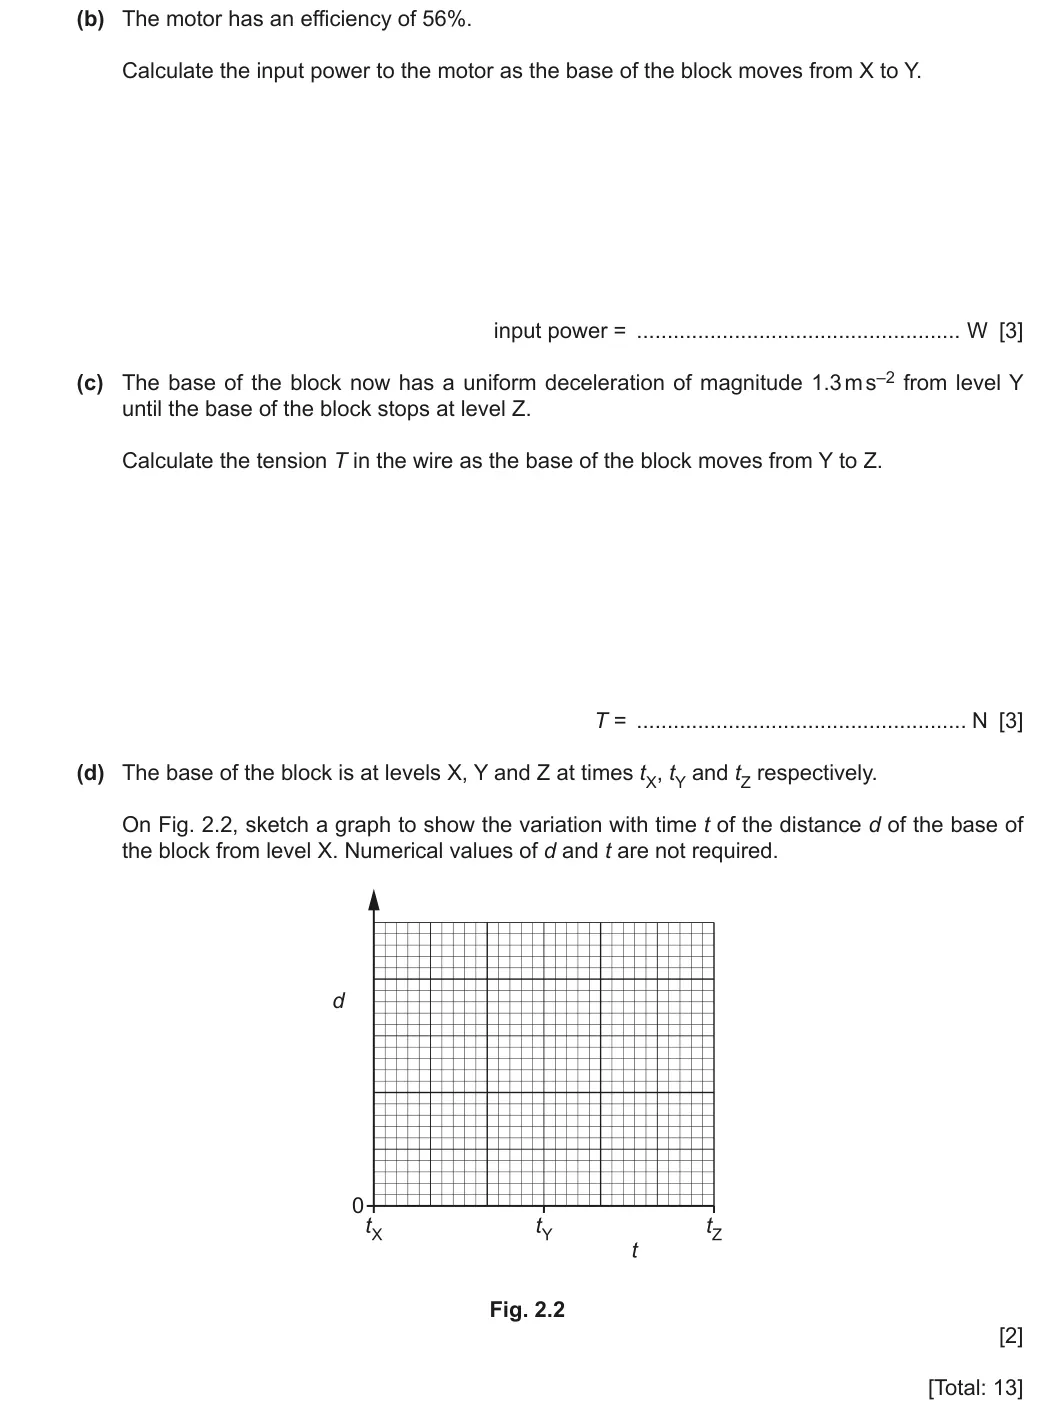 (b) The motor has an efficiency of 56%.
Calculate the input power to the motor as the base of the block moves from X to Y.
input power = ..................................................... W [3]
(c) The base of the block now has a uniform deceleration of magnitude 1.3 m s⁻² from level Y
until the base of the block stops at level Z.
Calculate the tension T in the wire as the base of the block moves from Y to Z.
T = ...................................................... N [3]
(d) The base of the block is at levels X, Y and Z at times t_X, t_Y and t_Z respectively.
On Fig. 2.2, sketch a graph to show the variation with time t of the distance d of the base of
the block from level X. Numerical values of d and t are not required.
d
0
t_X t_Y t_Z
t
Fig. 2.2
[2]
[Total: 13]